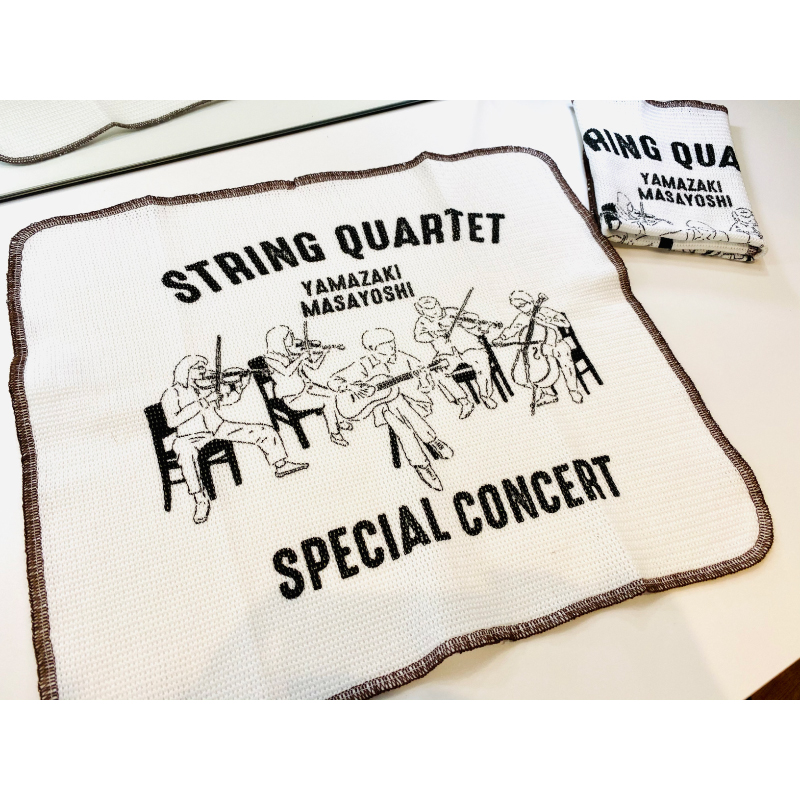 STRING QUARTET
YAMAZAKI
MASAYOSHI
SPECIAL CONCERT
RING QUA
YAMAZAKI
MASAYOSHI